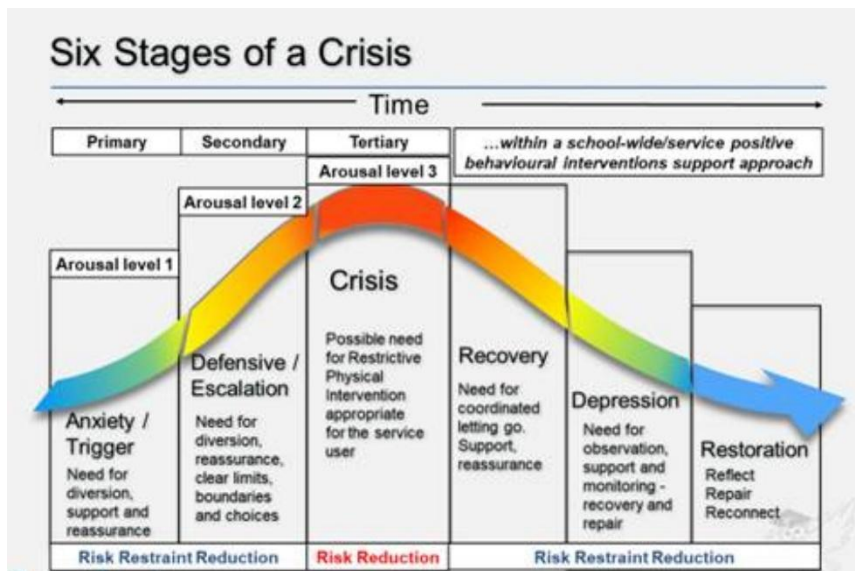 Six Stages of a Crisis
Time
Primary
Secondary
Tertiary
...within a school-wide/service positive
behavioural interventions support approach
Arousal level 3
Arousal level 2
Arousal level 1
Anxiety /
Trigger
Need for
diversion,
support and
reassurance
Defensive /
Escalation
Need for
diversion,
reassurance,
clear limits,
boundaries
and choices
Crisis
Possible need
for Restrictive
Physical
Intervention
appropriate
for the service
user
Recovery
Need for
coordinated
letting go.
Support,
reassurance
Depression
Need for
observation,
support and
monitoring -
recovery and
repair
Restoration
Reflect
Repair
Reconnect
Risk Restraint Reduction
Risk Reduction
Risk Restraint Reduction